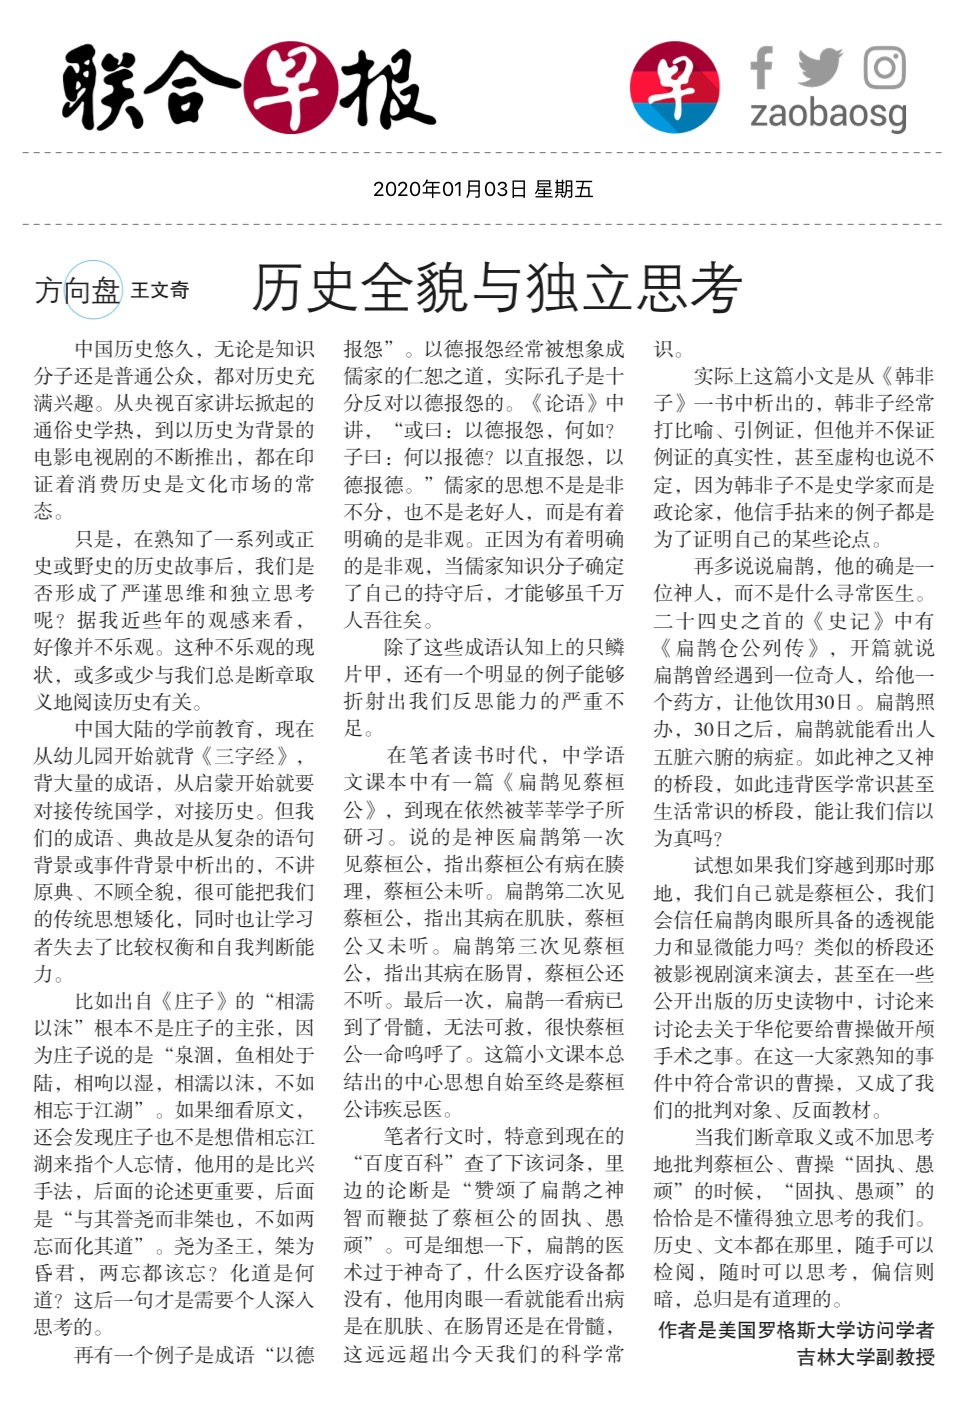 联合早报
早
zaobaosg
2020年01月03日 星期五
方向盘 王文奇
历史全貌与独立思考
中国历史悠久，无论是知识
分子还是普通公众，都对历史充
满兴趣。从央视百家讲坛掀起的
通俗史学热，到以历史为背景的
电影电视剧的不断推出，都在印
证着消费历史是文化市场的常
态。
只是，在熟知了一系列或正
史或野史的历史故事后，我们是
否形成了严谨思维和独立思考
呢？据我近些年的观感来看，
好像并不乐观。这种不乐观的现
状，或多或少与我们总是断章取
义地阅读历史有关。
中国大陆的学前教育，现在
从幼儿园开始就背《三字经》，
背大量的成语，从启蒙开始就要
对接传统国学，对接历史。但我
们的成语、典故是从复杂的语句
背景或事件背景中析出的，不讲
原典、不顾全貌，很可能把我们
的传统思想矮化，同时也让学习
者失去了比较权衡和自我判断能
力。
比如出自《庄子》的“相濡
以沫”根本不是庄子的主张，因
为庄子说的是“泉涸，鱼相处于
陆，相呴以湿，相濡以沫，不如
相忘于江湖”。如果细看原文，
还会发现庄子也不是想借相忘江
湖来指个人忘情，他用的是比兴
手法，后面的论述更重要，后面
是“与其誉尧而非桀也，不如两
忘而化其道”。尧为圣王，桀为
昏君，两忘都该忘？化道是何
道？这后一句才是需要个人深入
思考的。
再有一个例子是成语“以德
报怨”。以德报怨经常被想象成
儒家的仁恕之道，实际孔子是十
分反对以德报怨的。《论语》中
讲，“或曰：以德报怨，何如？
子曰：何以报德？以直报怨，以
德报德。”儒家的思想不是是非
不分，也不是老好人，而是有着
明确的是非观。正因为有着明确
的是非观，当儒家知识分子确定
了自己的持守后，才能够虽千万
人吾往矣。
除了这些成语认知上的只鳞
片甲，还有一个明显的例子能够
折射出我们反思能力的严重不
足。
在笔者读书时代，中学语
文课本中有一篇《扁鹊见蔡桓
公》，到现在依然被莘莘学子所
研习。说的是神医扁鹊第一次
见蔡桓公，指出蔡桓公有病在腠
理，蔡桓公未听。扁鹊第二次见
蔡桓公，指出其病在肌肤，蔡桓
公又未听。扁鹊第三次见蔡桓
公，指出其病在肠胃，蔡桓公还
不听。最后一次，扁鹊一看病已
到了骨髓，无法可救，很快蔡桓
公一命呜呼了。这篇小文课本总
结出的中心思想自始至终是蔡桓
公讳疾忌医。
笔者行文时，特意到现在的
“百度百科”查了下该词条，里
边的论断是“赞颂了扁鹊之神
智而鞭挞了蔡桓公的固执、愚
顽”。可是细想一下，扁鹊的医
术过于神奇了，什么医疗设备都
没有，他用肉眼一看就能看出病
是在肌肤、在肠胃还是在骨髓，
这远远超出今天我们的科学常
识。
实际上这篇小文是从《韩非
子》一书中析出的，韩非子经常
打比喻、引例证，但他并不保证
例证的真实性，甚至虚构也说不
定，因为韩非子不是史学家而是
政论家，他信手拈来的例子都是
为了证明自己的某些论点。
再多说说扁鹊，他的确是一
位神人，而不是什么寻常医生。
二十四史之首的《史记》中有
《扁鹊仓公列传》，开篇就说
扁鹊曾经遇到一位奇人，给他一
个药方，让他饮用30日。扁鹊照
办，30日之后，扁鹊就能看出人
五脏六腑的病症。如此神之又神
的桥段，如此违背医学常识甚至
生活常识的桥段，能让我们信以
为真吗？
试想如果我们穿越到那时那
地，我们自己就是蔡桓公，我们
会信任扁鹊肉眼所具备的透视能
力和显微能力吗？类似的桥段还
被影视剧演来演去，甚至在一些
公开出版的历史读物中，讨论来
讨论去关于华佗要给曹操做开颅
手术之事。在这一大家熟知的事
件中符合常识的曹操，又成了我
们的批判对象、反面教材。
当我们断章取义或不加思考
地批判蔡桓公、曹操“固执、愚
顽”的时候，“固执、愚顽”的
恰恰是不懂得独立思考的我们。
历史、文本都在那里，随手可以
检阅，随时可以思考，偏信则
暗，总归是有道理的。
作者是美国罗格斯大学访问学者
吉林大学副教授